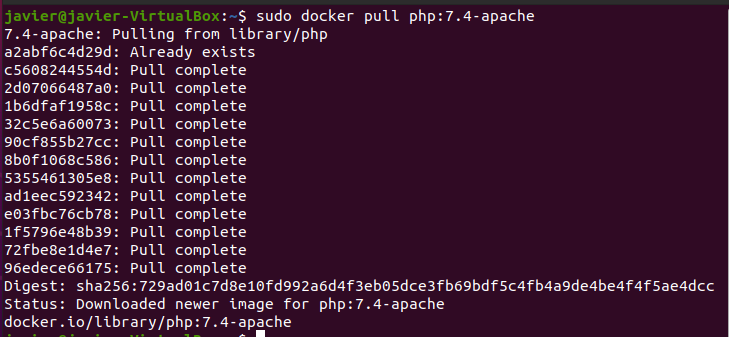 javier@javier-VirtualBox:~$ sudo docker pull php:7.4-apache
7.4-apache: Pulling from library/php
a2abf6c4d29d: Already exists
c5608244554d: Pull complete
2d07066487a0: Pull complete
1b6dfaf1958c: Pull complete
32c5e6a60073: Pull complete
90cf855b27cc: Pull complete
8b0f1068c586: Pull complete
5355461305e8: Pull complete
ad1eec592342: Pull complete
e03fbc76cb78: Pull complete
1f5796e48b39: Pull complete
72fbe8e1d4e7: Pull complete
96edece66175: Pull complete
Digest: sha256:729ad01c7d8e10fd992a6d4f3eb05dce3fb69bdf5c4fb4a9de4be4f4f5ae4dcc
Status: Downloaded newer image for php:7.4-apache
docker.io/library/php:7.4-apache
javier@javier-VirtualBox:~$